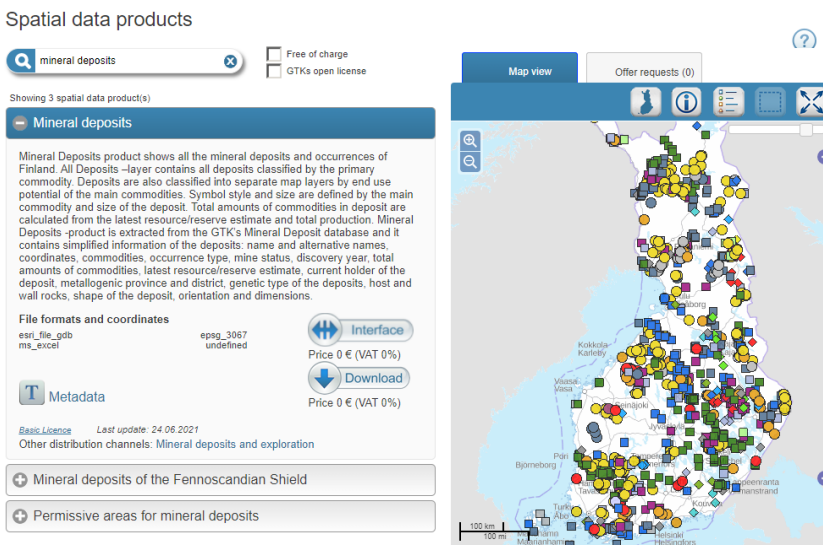 Spatial data products
mineral deposits
Free of charge
GTKs open license
Showing 3 spatial data product(s)
Mineral deposits
Mineral Deposits product shows all the mineral deposits and occurrences of
Finland. All Deposits –layer contains all deposits classified by the primary
commodity. Deposits are also classified into separate map layers by end use
potential of the main commodities. Symbol style and size are defined by the main
commodity and size of the deposit. Total amounts of commodities in deposit are
calculated from the latest resource/reserve estimate and total production. Mineral
Deposits -product is extracted from the GTK's Mineral Deposit database and it
contains simplified information of the deposits: name and alternative names,
coordinates, commodities, occurrence type, mine status, discovery year, total
amounts of commodities, latest resource/reserve estimate, current holder of the
deposit, metallogenic province and district, genetic type of the deposits, host and
wall rocks, shape of the deposit, orientation and dimensions.
File formats and coordinates
esri_file_gdb epsg_3067
ms_excel undefined
Interface
Price 0 € (VAT 0%)
Download
Price 0 € (VAT 0%)
T Metadata
Basic Licence Last update: 24.06.2021
Other distribution channels: Mineral deposits and exploration
Mineral deposits of the Fennoscandian Shield
Permissive areas for mineral deposits
?
Map view
Offer requests (0)
Kokkola
Karleby
Vaasa
Vasa
Seinäjoki
Pori
Björneborg
Turku
Åbo
Helsinki
Helsingfors
100 km
100 mi